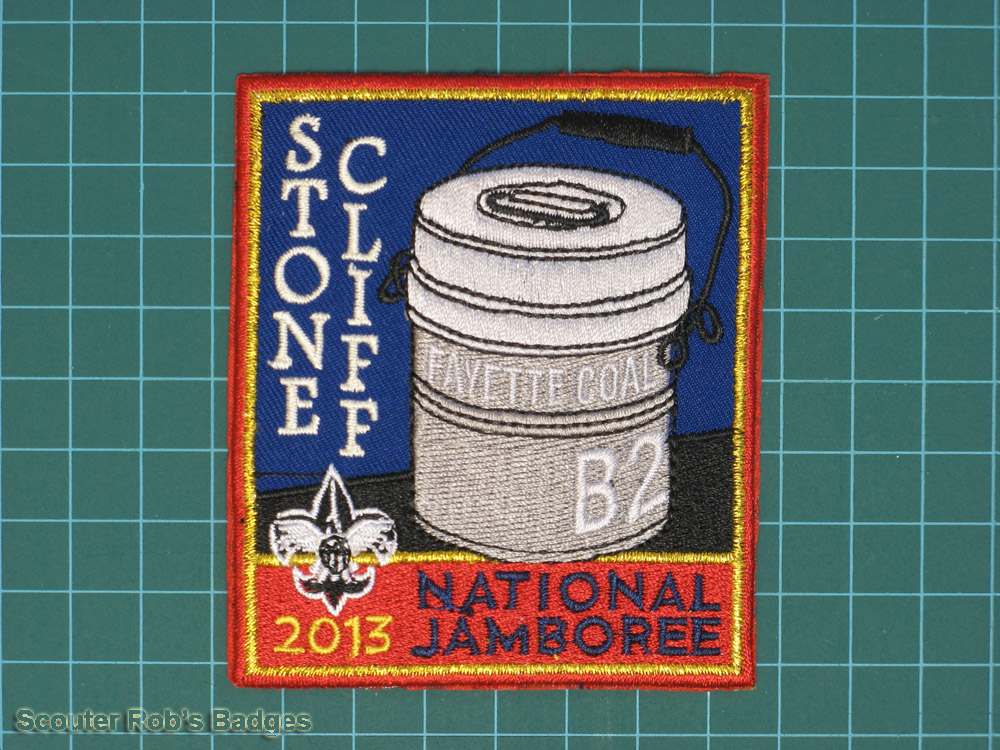 STONE
CLIFF
FAYETTE COAL
B2
2013
NATIONAL
JAMBOREE
Scouter Rob's Badges